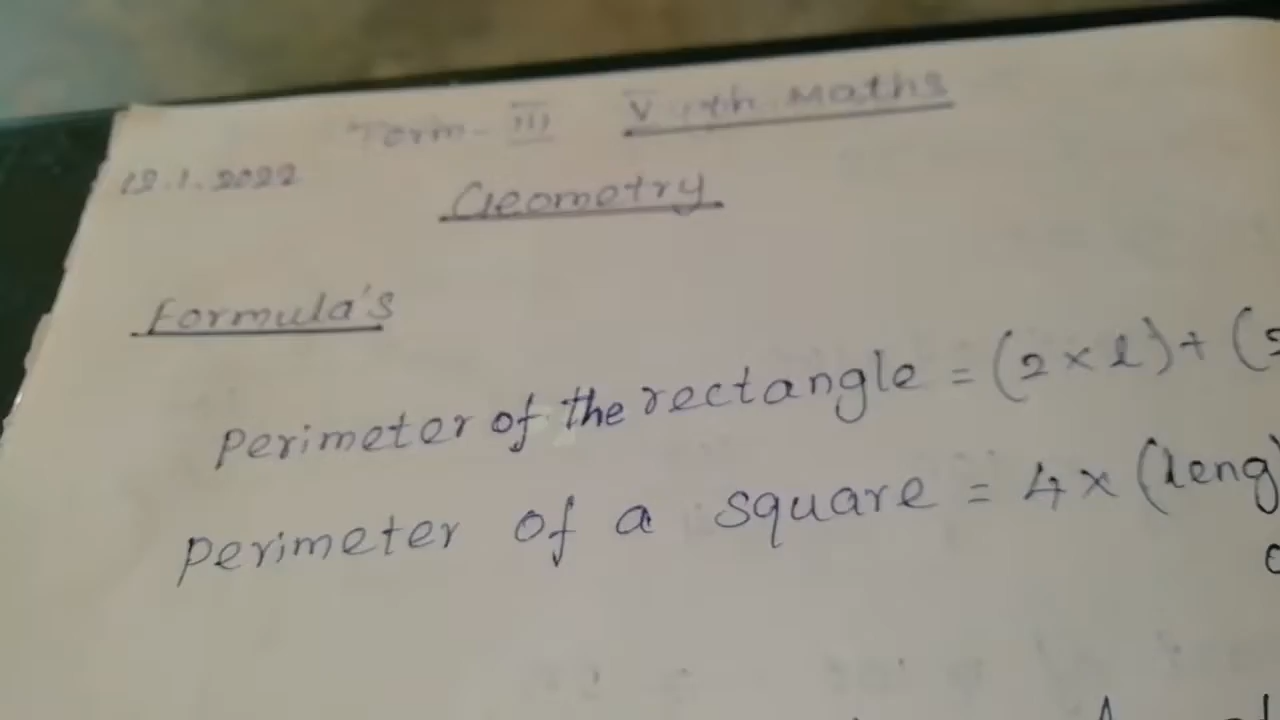 Term-III V th Maths
19.1.2022
Geometry
Formula's
Perimeter of the rectangle = (2 × l) + (2
Perimeter of a square = 4 × (leng